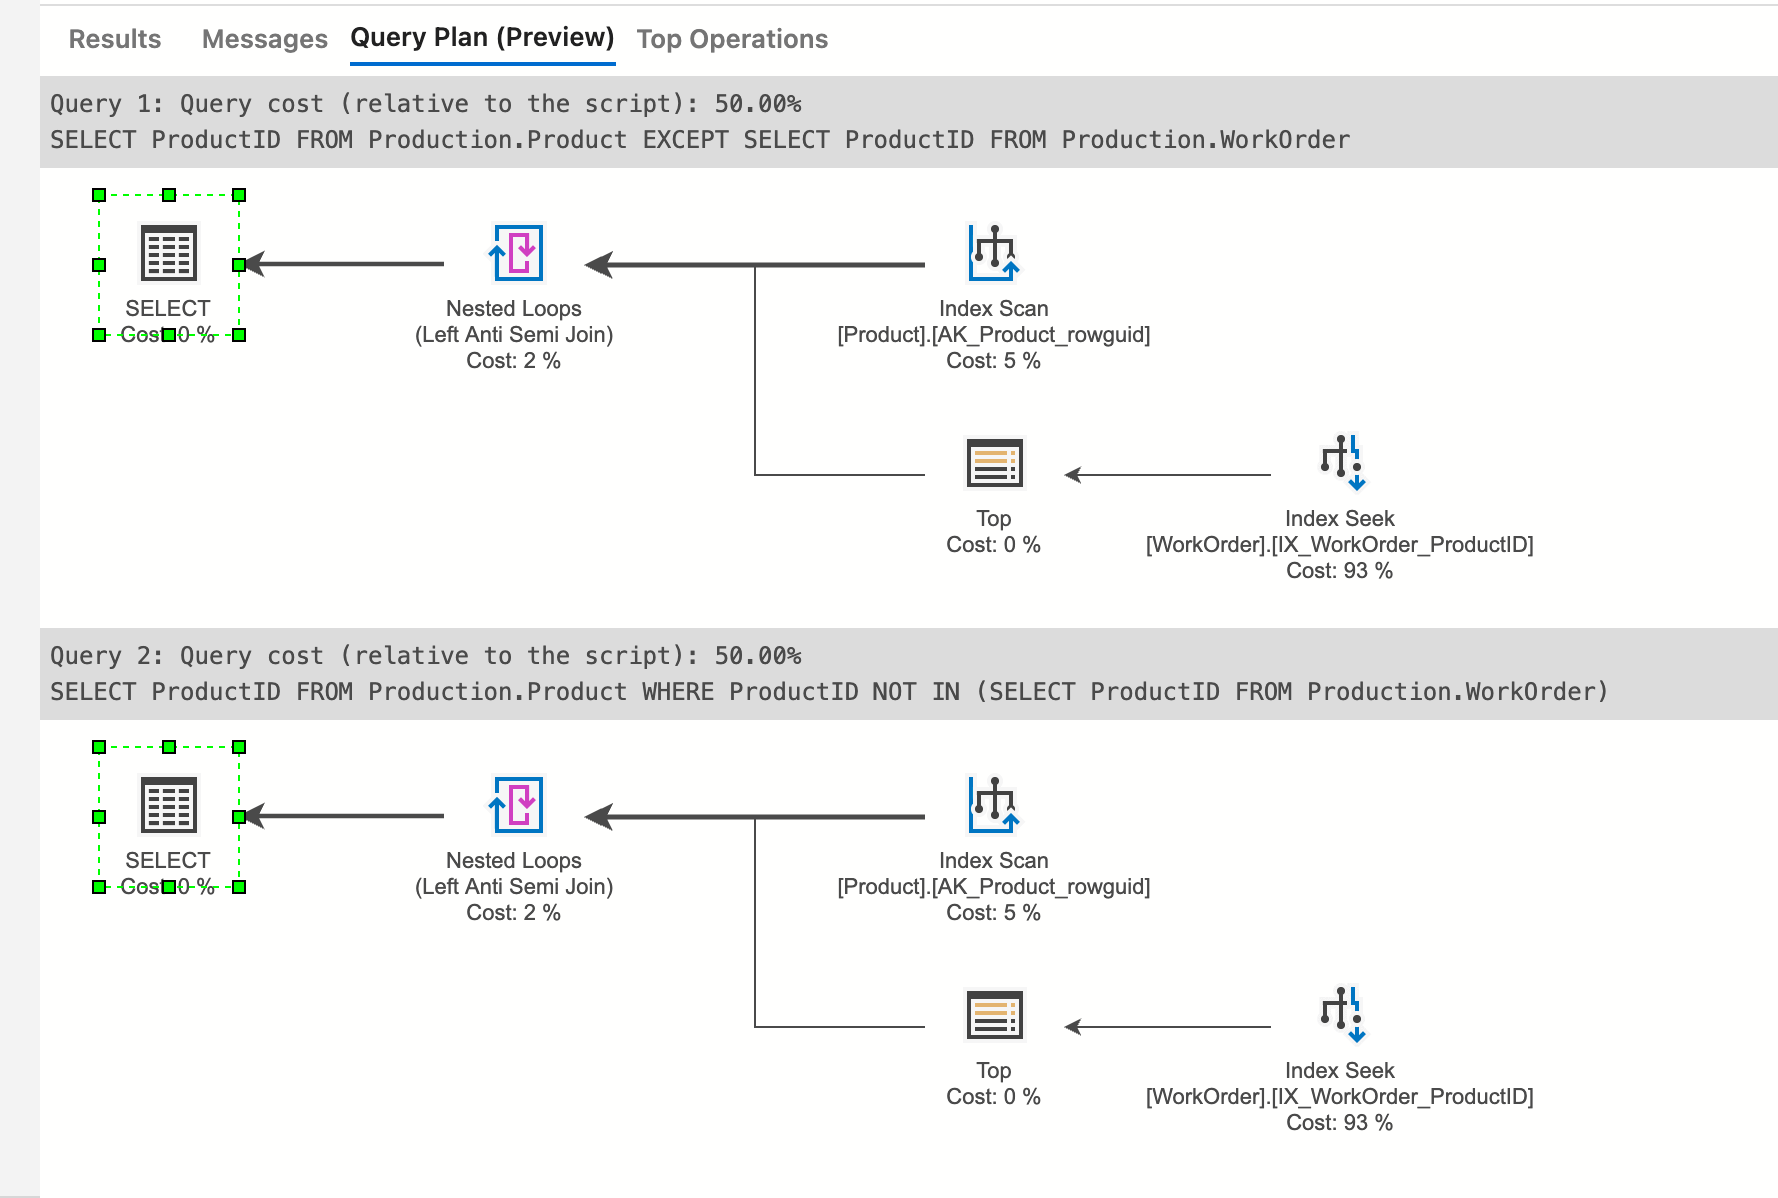 Results Messages Query Plan (Preview) Top Operations
Query 1: Query cost (relative to the script): 50.00%
SELECT ProductID FROM Production.Product EXCEPT SELECT ProductID FROM Production.WorkOrder
SELECT
Cost: 0 %
Nested Loops
(Left Anti Semi Join)
Cost: 2 %
Index Scan
[Product].[AK_Product_rowguid]
Cost: 5 %
Top
Cost: 0 %
Index Seek
[WorkOrder].[IX_WorkOrder_ProductID]
Cost: 93 %
Query 2: Query cost (relative to the script): 50.00%
SELECT ProductID FROM Production.Product WHERE ProductID NOT IN (SELECT ProductID FROM Production.WorkOrder)
SELECT
Cost: 0 %
Nested Loops
(Left Anti Semi Join)
Cost: 2 %
Index Scan
[Product].[AK_Product_rowguid]
Cost: 5 %
Top
Cost: 0 %
Index Seek
[WorkOrder].[IX_WorkOrder_ProductID]
Cost: 93 %